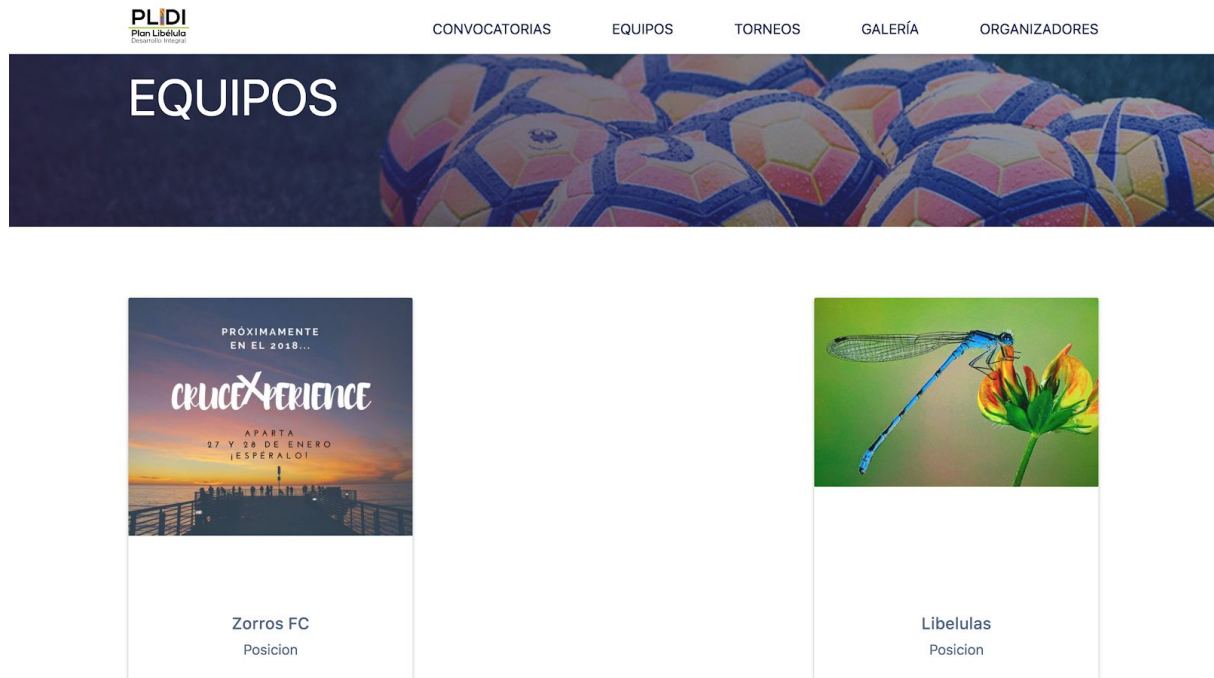 PLIDI
Plan Libélula
Desarrollo Integral
CONVOCATORIAS
EQUIPOS
TORNEOS
GALERÍA
ORGANIZADORES
EQUIPOS
PRÓXIMAMENTE
EN EL 2018...
CRUCEXPERIENCE
APARTA
27 Y 28 DE ENERO
¡ESPÉRALO!
Zorros FC
Posicion
Libelulas
Posicion